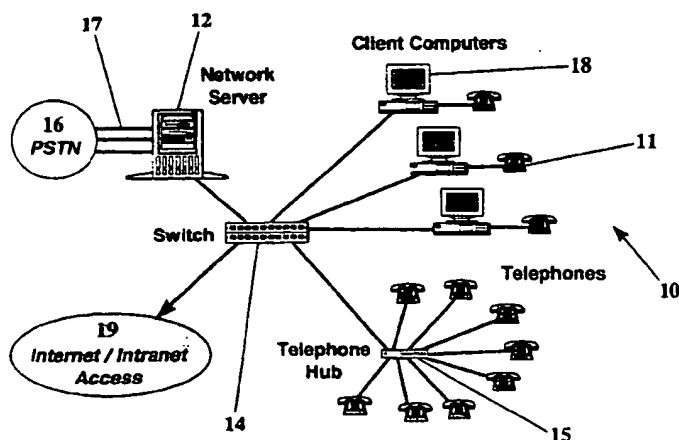 17
12
Client Computers
18
Network
Server
16
PSTN
11
Switch
Telephones
10
19
Internet / Intranet
Access
Telephone
Hub
14
15